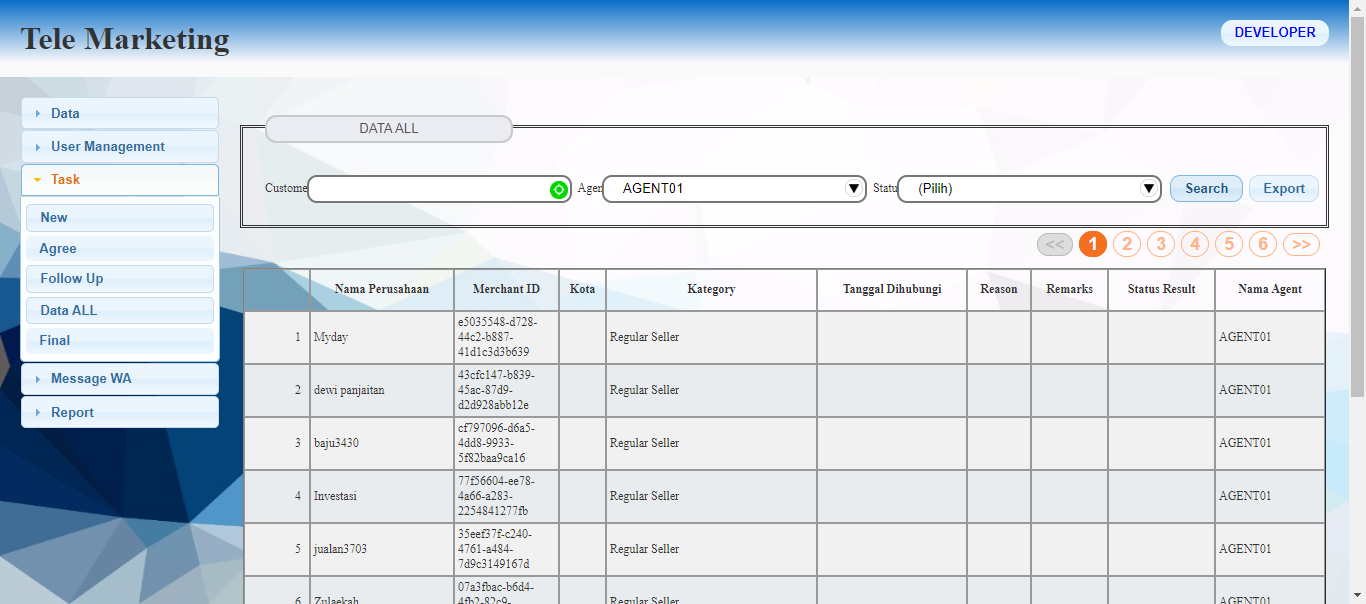 Tele Marketing
DEVELOPER
Data
User Management
Task
New
Agree
Follow Up
Data ALL
Final
Message WA
Report
DATA ALL
Custome
Agen
AGENT01
Statu
(Pilih)
Search
Export
<< 1 2 3 4 5 6 >>
Nama Perusahaan Merchant ID Kota Kategory Tanggal Dihubungi Reason Remarks Status Result Nama Agent
1 Myday e5035548-d728-
44c2-b887-
41d1c3d3b639
Regular Seller AGENT01
2 dewi panjaitan 43cfc147-b839-
45ac-87d9-
d2d928abb12e
Regular Seller AGENT01
3 baju3430 cf797096-d6a5-
4dd8-9933-
5f82baa9ca16
Regular Seller AGENT01
4 Investasi 77f56604-ee78-
4a66-a283-
2254841277fb
Regular Seller AGENT01
5 jualan3703 35eef37f-c240-
4761-a484-
7d9c3149167d
Regular Seller AGENT01
6 Zulaekah 07a3fbac-b6d4-
4fb2-82c9-
Regular Seller AGENT01